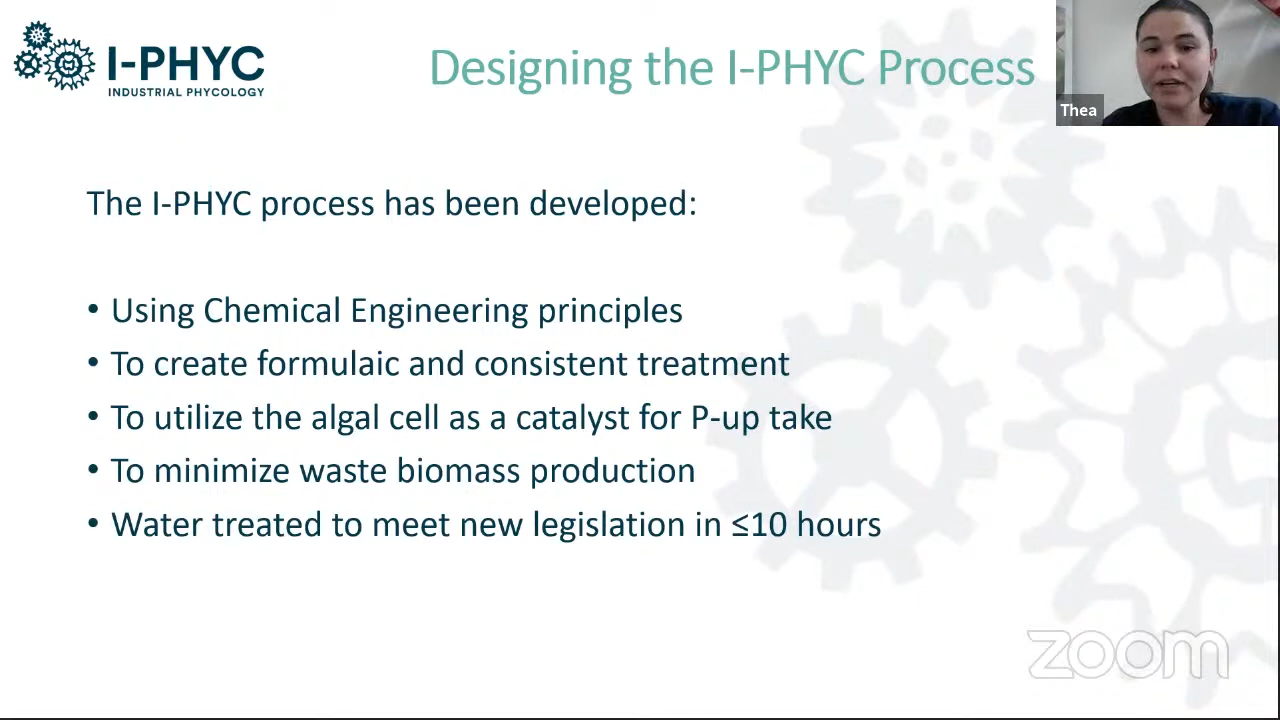 I-PHYC
INDUSTRIAL PHYCOLOGY
Designing the I-PHYC Process
Thea
The I-PHYC process has been developed:
• Using Chemical Engineering principles
• To create formulaic and consistent treatment
• To utilize the algal cell as a catalyst for P-up take
• To minimize waste biomass production
• Water treated to meet new legislation in ≤10 hours
zoom